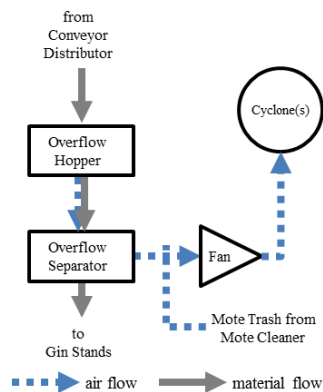 from
Conveyor
Distributor
Cyclone(s)
Overflow
Hopper
Overflow
Separator
Fan
Mote Trash from
Mote Cleaner
to
Gin Stands
air flow
material flow